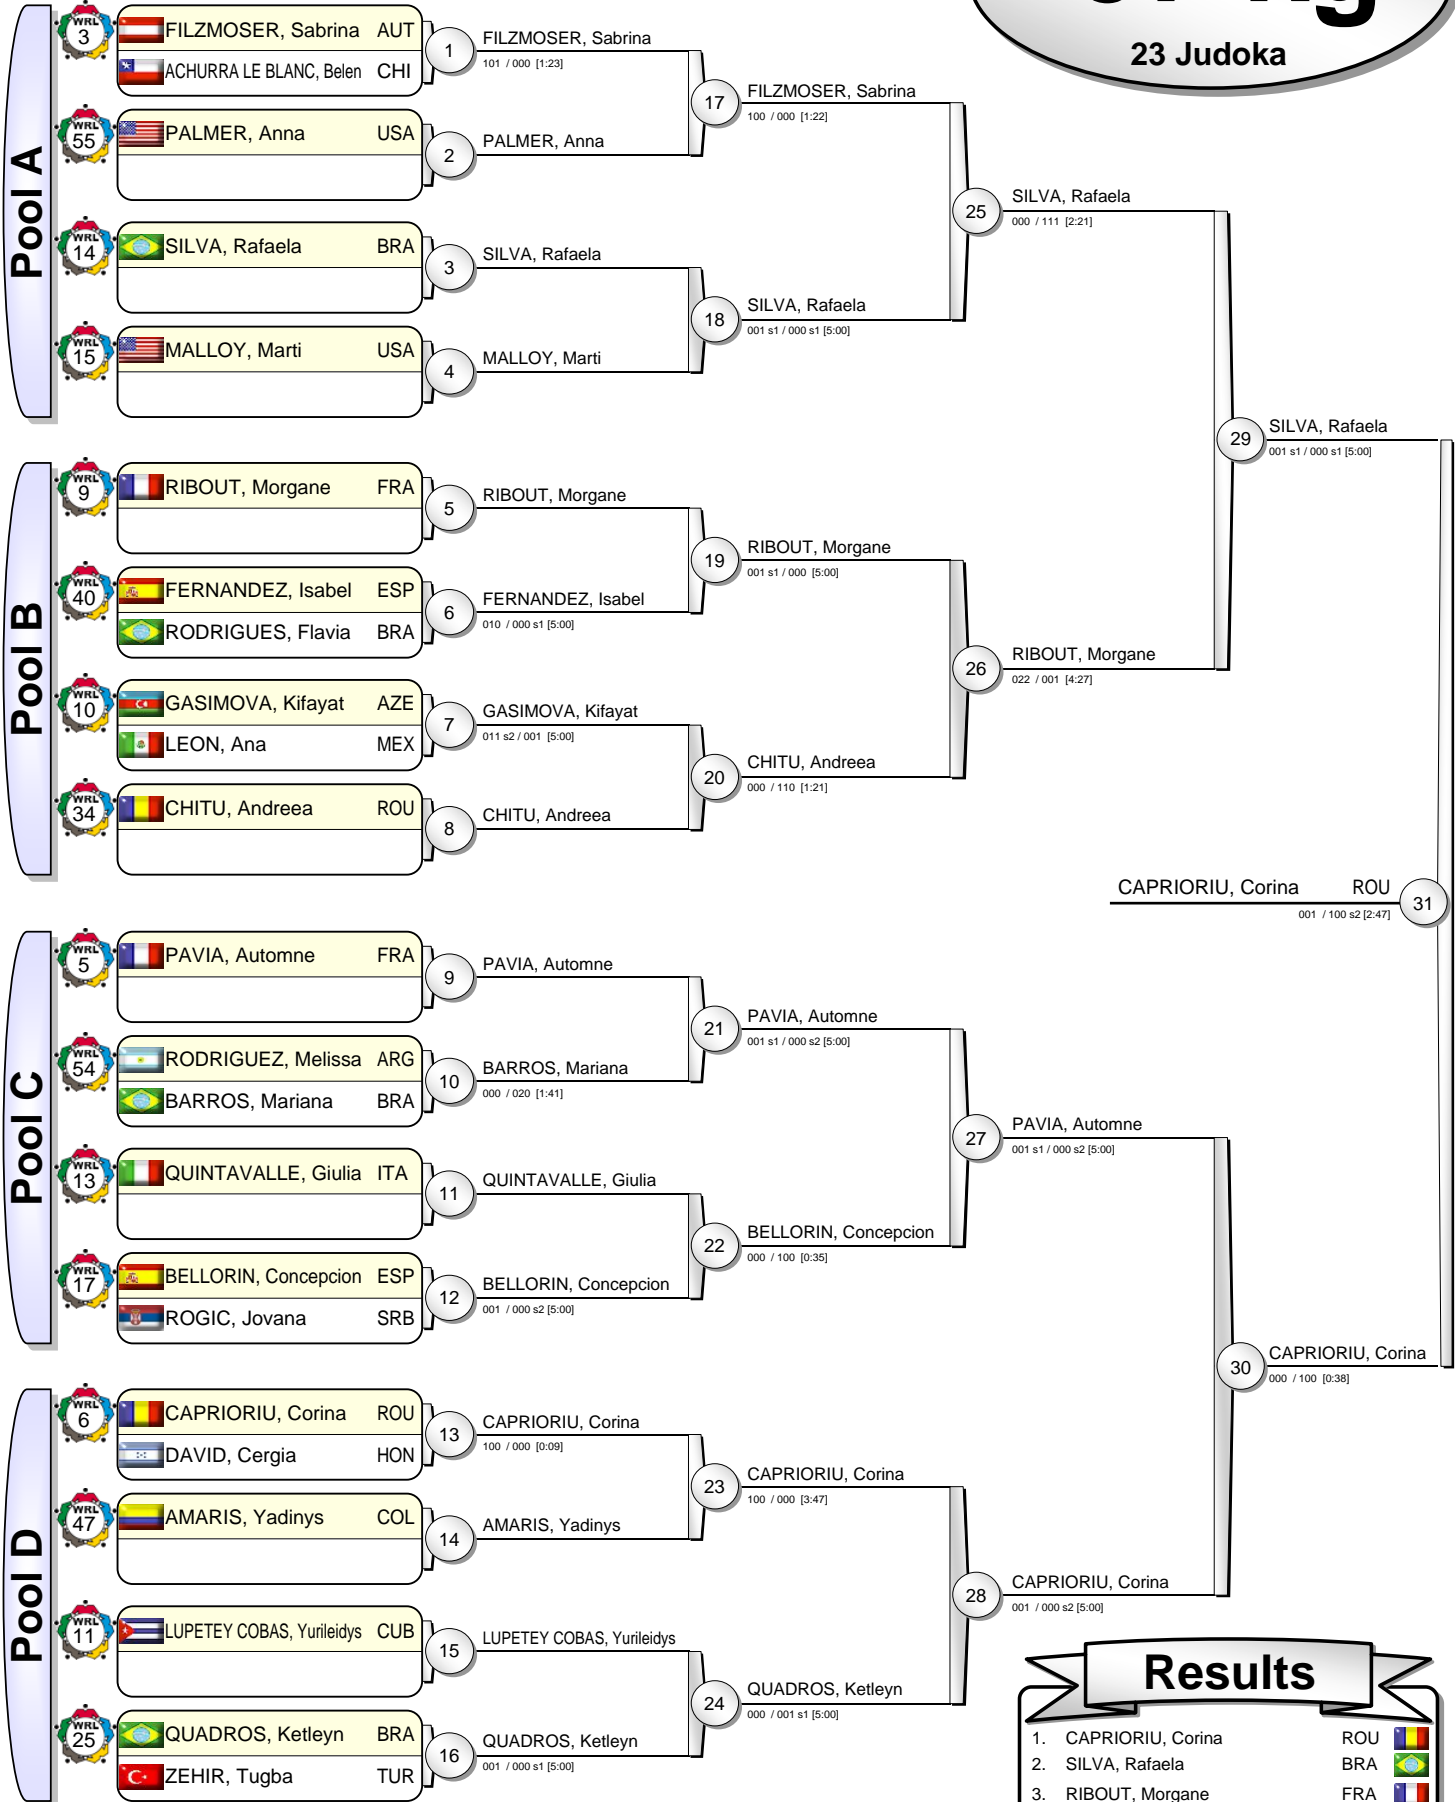 23 Judoka
Pool A
WRL 3
FILZMOSER, Sabrina AUT
ACHURRA LE BLANC, Belen CHI
WRL 55
PALMER, Anna USA
WRL 14
SILVA, Rafaela BRA
WRL 15
MALLOY, Marti USA
1
FILZMOSER, Sabrina
101 / 000 [1:23]
2
PALMER, Anna
3
SILVA, Rafaela
4
MALLOY, Marti
17
FILZMOSER, Sabrina
100 / 000 [1:22]
18
SILVA, Rafaela
001 s1 / 000 s1 [5:00]
25
SILVA, Rafaela
000 / 111 [2:21]
Pool B
WRL 9
RIBOUT, Morgane FRA
WRL 40
FERNANDEZ, Isabel ESP
RODRIGUES, Flavia BRA
WRL 10
GASIMOVA, Kifayat AZE
LEON, Ana MEX
WRL 34
CHITU, Andreea ROU
5
RIBOUT, Morgane
6
FERNANDEZ, Isabel
010 / 000 s1 [5:00]
7
GASIMOVA, Kifayat
011 s2 / 001 [5:00]
8
CHITU, Andreea
19
RIBOUT, Morgane
001 s1 / 000 [5:00]
20
CHITU, Andreea
000 / 110 [1:21]
26
RIBOUT, Morgane
022 / 001 [4:27]
29
SILVA, Rafaela
001 s1 / 000 s1 [5:00]
CAPRIORIU, Corina ROU
31
001 / 100 s2 [2:47]
Pool C
WRL 5
PAVIA, Automne FRA
WRL 54
RODRIGUEZ, Melissa ARG
BARROS, Mariana BRA
WRL 13
QUINTAVALLE, Giulia ITA
WRL 17
BELLORIN, Concepcion ESP
ROGIC, Jovana SRB
9
PAVIA, Automne
10
BARROS, Mariana
000 / 020 [1:41]
11
QUINTAVALLE, Giulia
12
BELLORIN, Concepcion
001 / 000 s2 [5:00]
21
PAVIA, Automne
001 s1 / 000 s2 [5:00]
22
BELLORIN, Concepcion
000 / 100 [0:35]
27
PAVIA, Automne
001 s1 / 000 s2 [5:00]
Pool D
WRL 6
CAPRIORIU, Corina ROU
DAVID, Cergia HON
WRL 47
AMARIS, Yadinys COL
WRL 11
LUPETEY COBAS, Yurileidys CUB
WRL 25
QUADROS, Ketleyn BRA
ZEHIR, Tugba TUR
13
CAPRIORIU, Corina
100 / 000 [0:09]
14
AMARIS, Yadinys
15
LUPETEY COBAS, Yurileidys
16
QUADROS, Ketleyn
001 / 000 s1 [5:00]
23
CAPRIORIU, Corina
100 / 000 [3:47]
24
QUADROS, Ketleyn
000 / 001 s1 [5:00]
28
CAPRIORIU, Corina
001 / 000 s2 [5:00]
30
CAPRIORIU, Corina
000 / 100 [0:38]
Results
1. CAPRIORIU, Corina ROU
2. SILVA, Rafaela BRA
3. RIBOUT, Morgane FRA